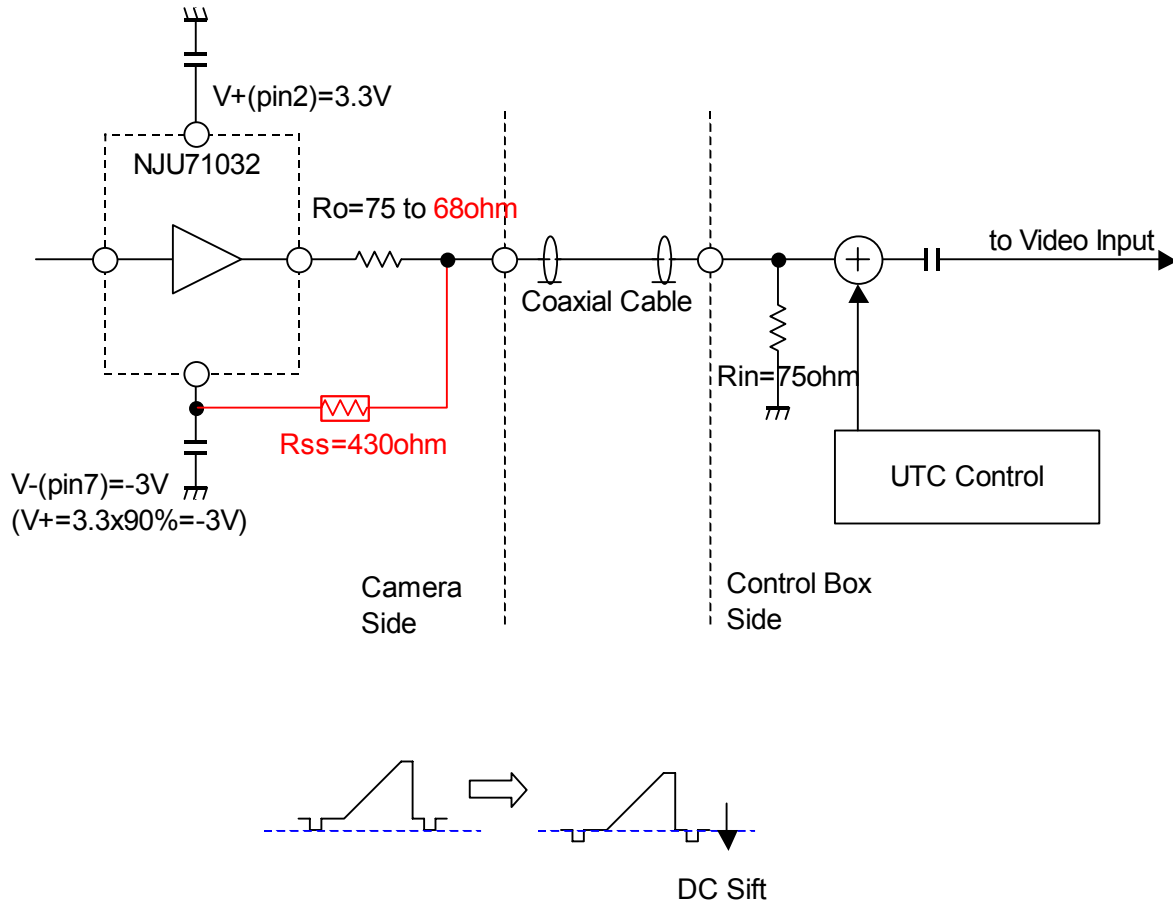 V+(pin2)=3.3V
NJU71032
Ro=75 to 68ohm
to Video Input
Coaxial Cable
Rin=75ohm
Rss=430ohm
UTC Control
V-(pin7)=-3V
(V+=3.3x90%=-3V)
Camera
Side
Control Box
Side
DC Sift